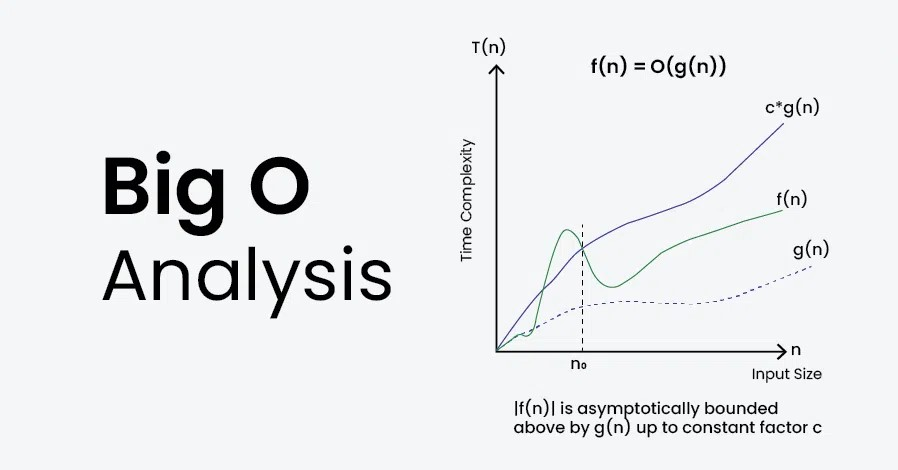 Big O
Analysis
T(n)
f(n) = O(g(n))
c*g(n)
Time Complexity
f(n)
g(n)
n
n₀
Input Size
|f(n)| is asymptotically bounded
above by g(n) up to constant factor c